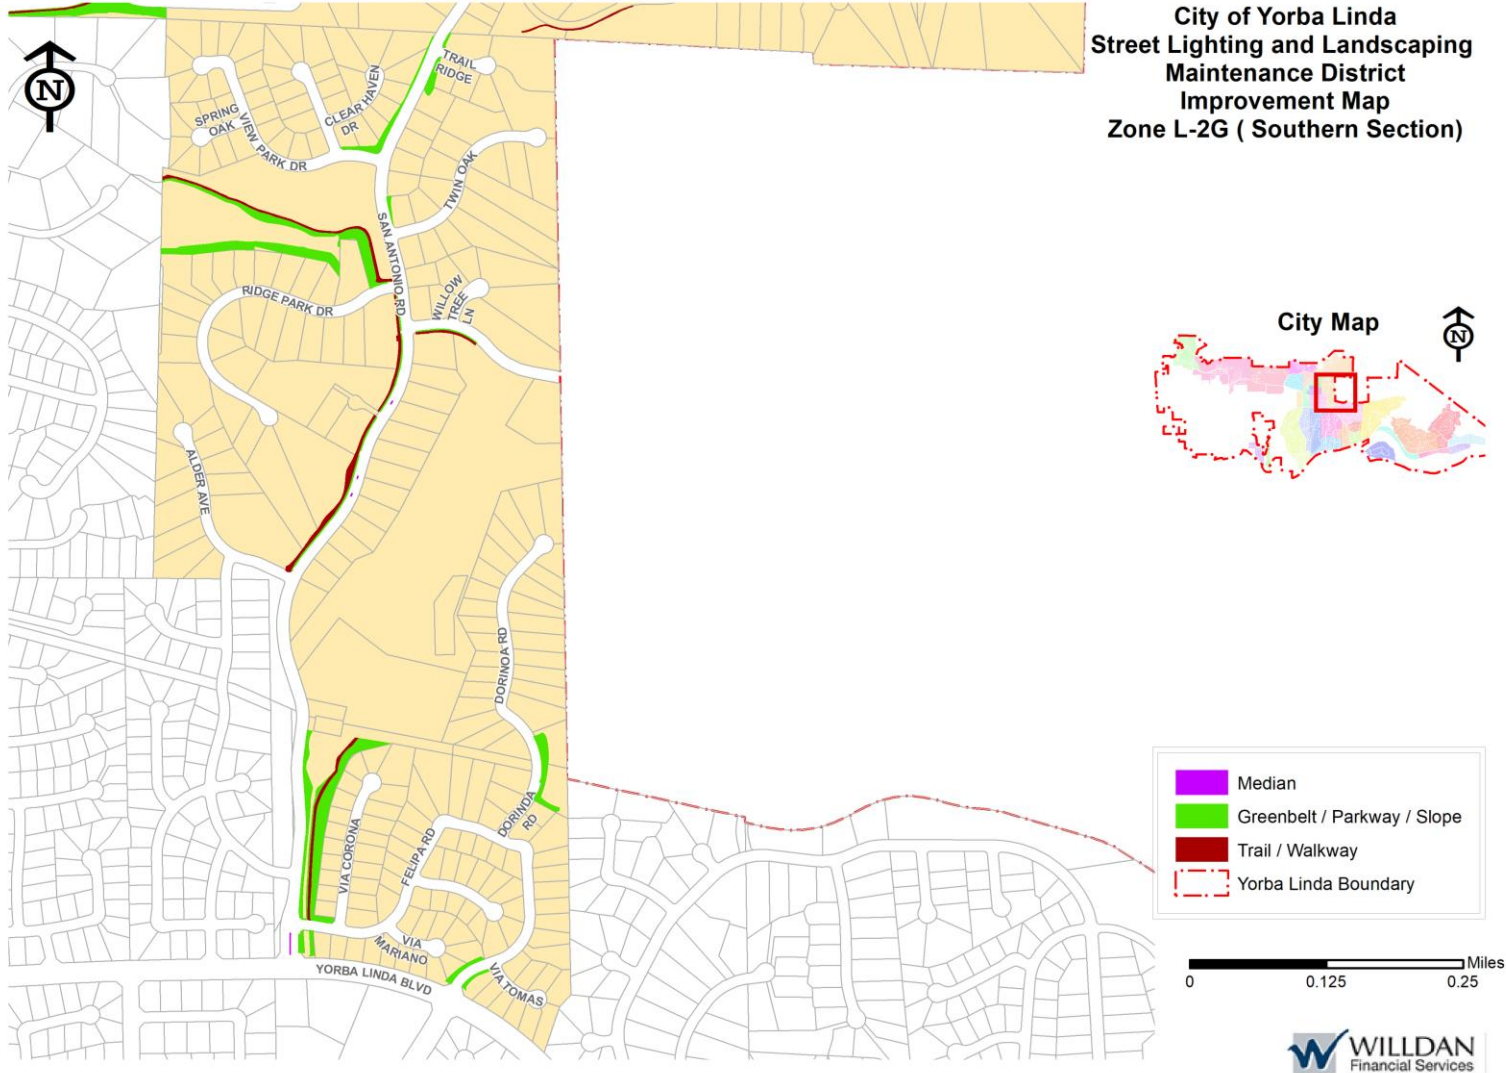 City of Yorba Linda
Street Lighting and Landscaping
Maintenance District
Improvement Map
Zone L-2G ( Southern Section)
N
TRAIL
RIDGE
CLEAR HAVEN
DR
SPRING
OAK
VIEW PARK DR
TWIN OAK
SAN ANTONIO RD
WILLOW
TREE
LN
RIDGE PARK DR
City Map
N
ALDER AVE
DORINOA RD
DORINDA
RD
FELIPA RD
VIA CORONA
VIA
MARIANO
YORBA LINDA BLVD
VIA TOMAS
Median
Greenbelt / Parkway / Slope
Trail / Walkway
Yorba Linda Boundary
Miles
0 0.125 0.25
W WILLDAN
Financial Services